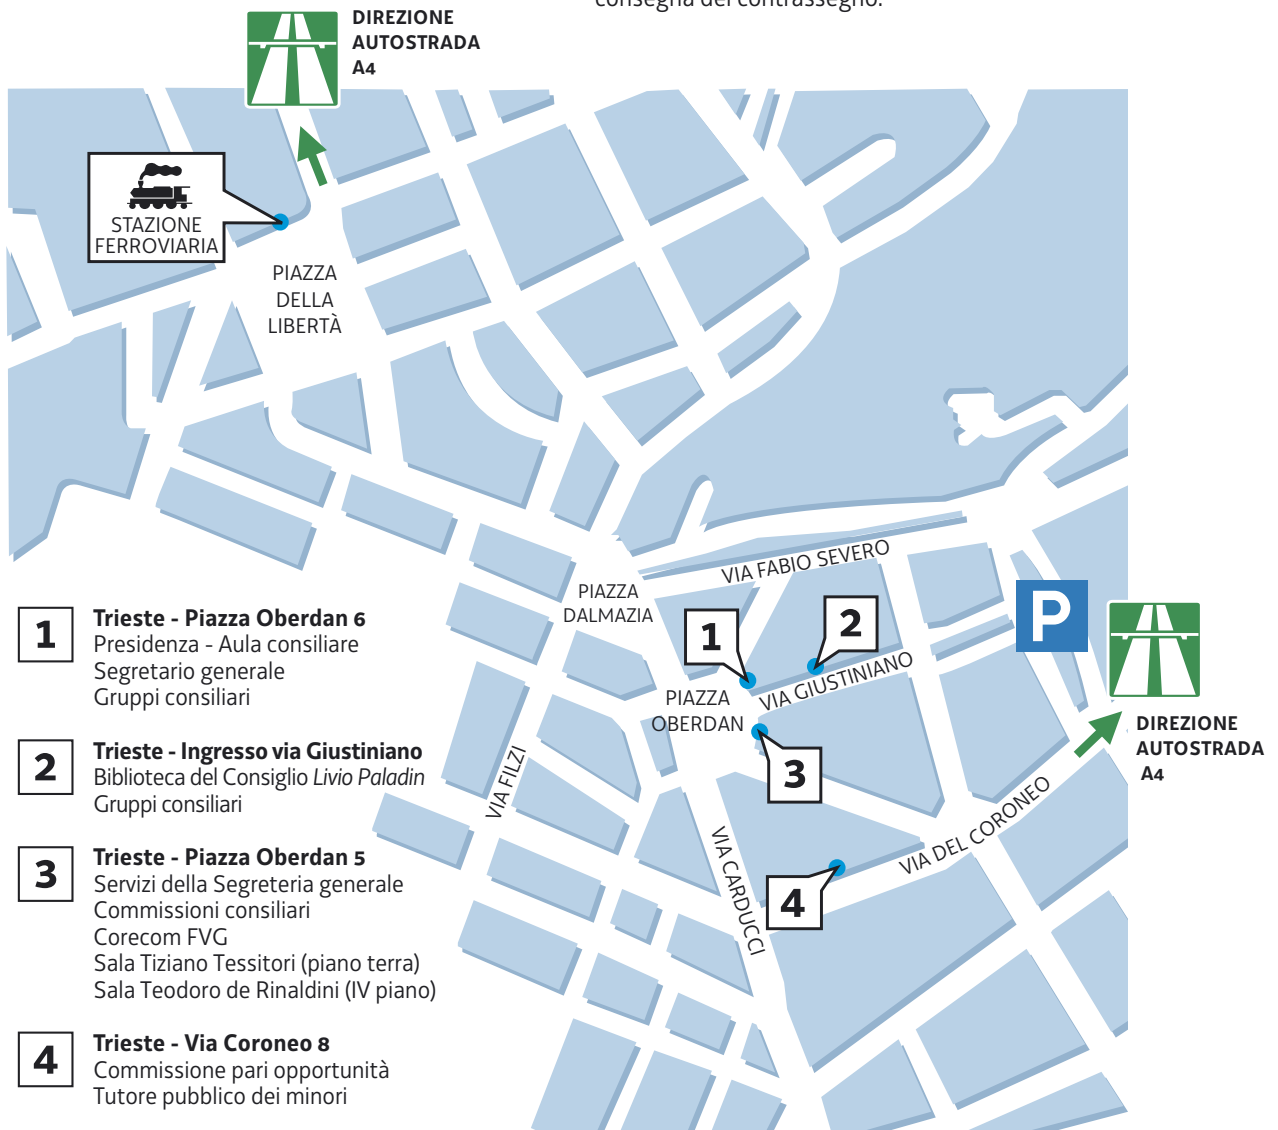 consegna del contrassegno.
DIREZIONE
AUTOSTRADA
A4
STAZIONE
FERROVIARIA
PIAZZA
DELLA
LIBERTÀ
VIA FABIO SEVERO
PIAZZA
DALMAZIA
P
1
2
VIA GIUSTINIANO
PIAZZA
OBERDAN
3
DIREZIONE
AUTOSTRADA
A4
VIA FILZI
VIA CARDUCCI
VIA DEL CORONEO
4
1
Trieste - Piazza Oberdan 6
Presidenza - Aula consiliare
Segretario generale
Gruppi consiliari
2
Trieste - Ingresso via Giustiniano
Biblioteca del Consiglio Livio Paladin
Gruppi consiliari
3
Trieste - Piazza Oberdan 5
Servizi della Segreteria generale
Commissioni consiliari
Corecom FVG
Sala Tiziano Tessitori (piano terra)
Sala Teodoro de Rinaldini (IV piano)
4
Trieste - Via Coroneo 8
Commissione pari opportunità
Tutore pubblico dei minori